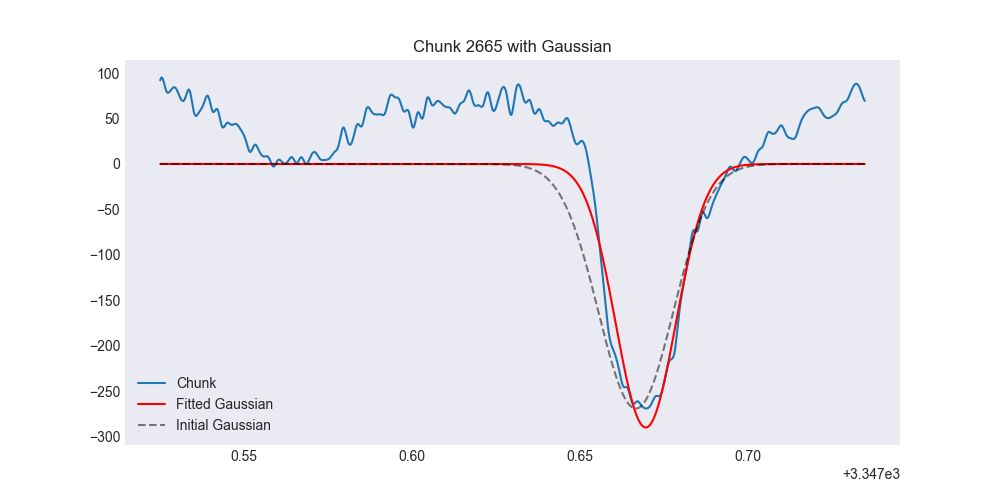 Chunk 2665 with Gaussian
100
50
0
−50
−100
−150
−200
−250
−300
Chunk
Fitted Gaussian
Initial Gaussian
0.55 0.60 0.65 0.70
+3.347e3